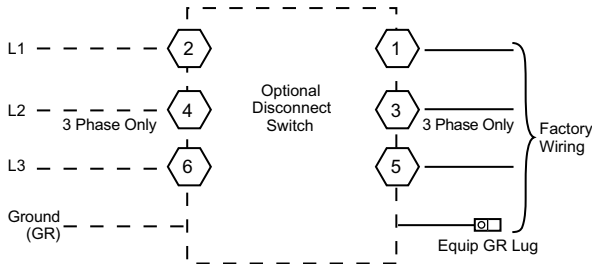 L1
2
1
L2
3 Phase Only
4
Optional
Disconnect
Switch
3
3 Phase Only
Factory
Wiring
L3
6
5
Ground
(GR)
Equip GR Lug